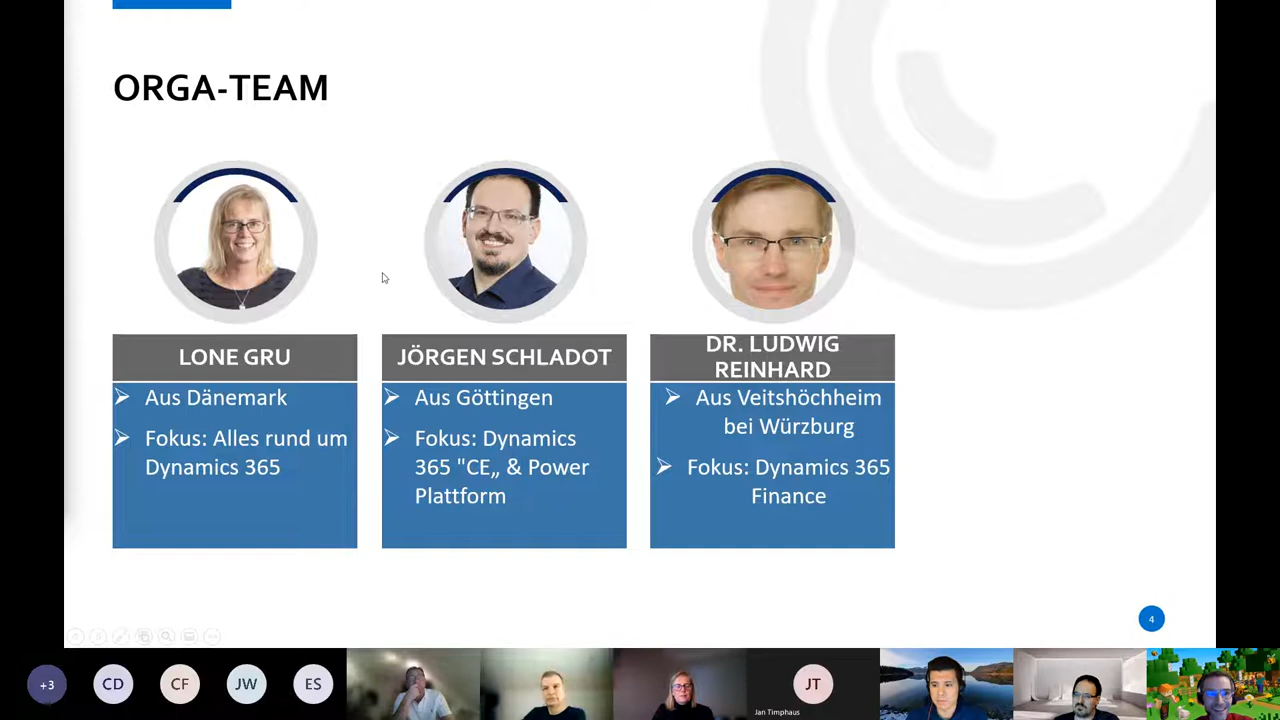 ORGA-TEAM
LONE GRU
Aus Dänemark
Fokus: Alles rund um
Dynamics 365
JÖRGEN SCHLADOT
Aus Göttingen
Fokus: Dynamics
365 "CE„ & Power
Plattform
DR. LUDWIG
REINHARD
Aus Veitshöchheim
bei Würzburg
Fokus: Dynamics 365
Finance
4
+3
CD
CF
JW
ES
JT
Jan Timphaus